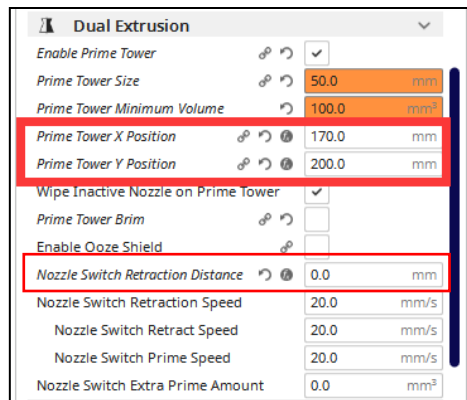 Dual Extrusion
Enable Prime Tower
Prime Tower Size 50.0 mm
Prime Tower Minimum Volume 100.0 mm³
Prime Tower X Position 170.0 mm
Prime Tower Y Position 200.0 mm
Wipe Inactive Nozzle on Prime Tower
Prime Tower Brim
Enable Ooze Shield
Nozzle Switch Retraction Distance 0.0 mm
Nozzle Switch Retraction Speed 20.0 mm/s
Nozzle Switch Retract Speed 20.0 mm/s
Nozzle Switch Prime Speed 20.0 mm/s
Nozzle Switch Extra Prime Amount 0.0 mm³